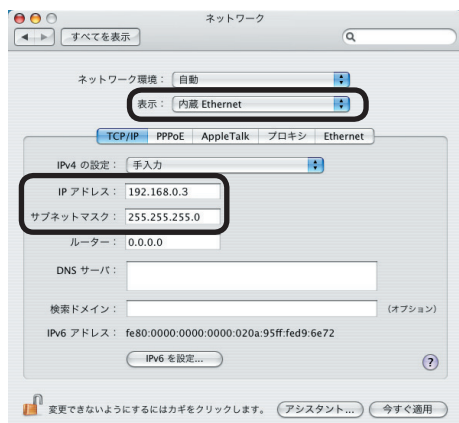 ネットワーク
すべてを表示
ネットワーク環境： 自動
表示： 内蔵 Ethernet
TCP/IP PPPoE AppleTalk プロキシ Ethernet
IPv4 の設定： 手入力
IP アドレス： 192.168.0.3
サブネットマスク： 255.255.255.0
ルーター： 0.0.0.0
DNS サーバ：
検索ドメイン： (オプション)
IPv6 アドレス： fe80:0000:0000:0000:020a:95ff:fed9:6e72
IPv6 を設定... ?
変更できないようにするにはカギをクリックします。 アシスタント... 今すぐ適用